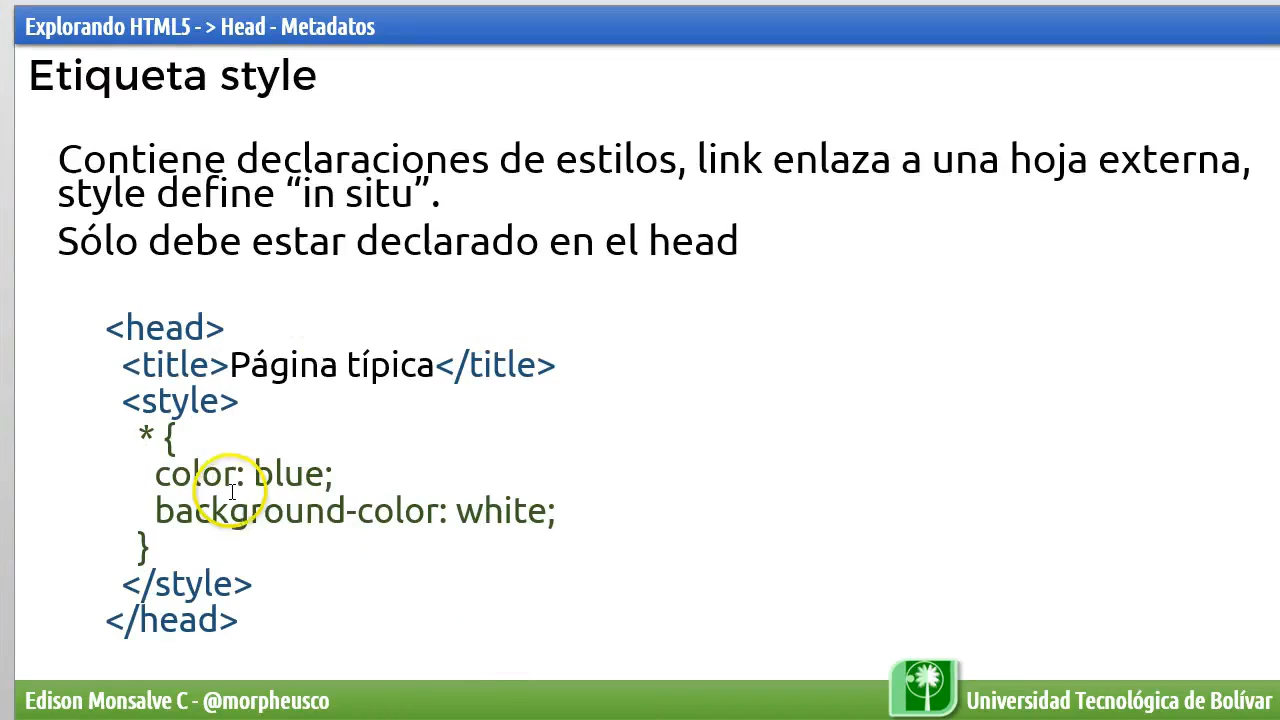 Explorando HTML5 - > Head - Metadatos
Etiqueta style
Contiene declaraciones de estilos, link enlaza a una hoja externa,
style define “in situ”.
Sólo debe estar declarado en el head
<head>
<title>Página típica</title>
<style>
* {
color: blue;
background-color: white;
}
</style>
</head>
Edison Monsalve C - @morpheusco
Universidad Tecnológica de Bolívar